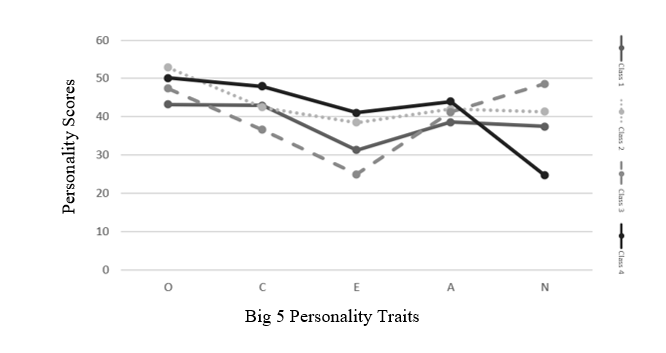 60
50
40
30
20
10
0
Personality Scores
O C E A N
Big 5 Personality Traits
Class 1
Class 2
Class 3
Class 4